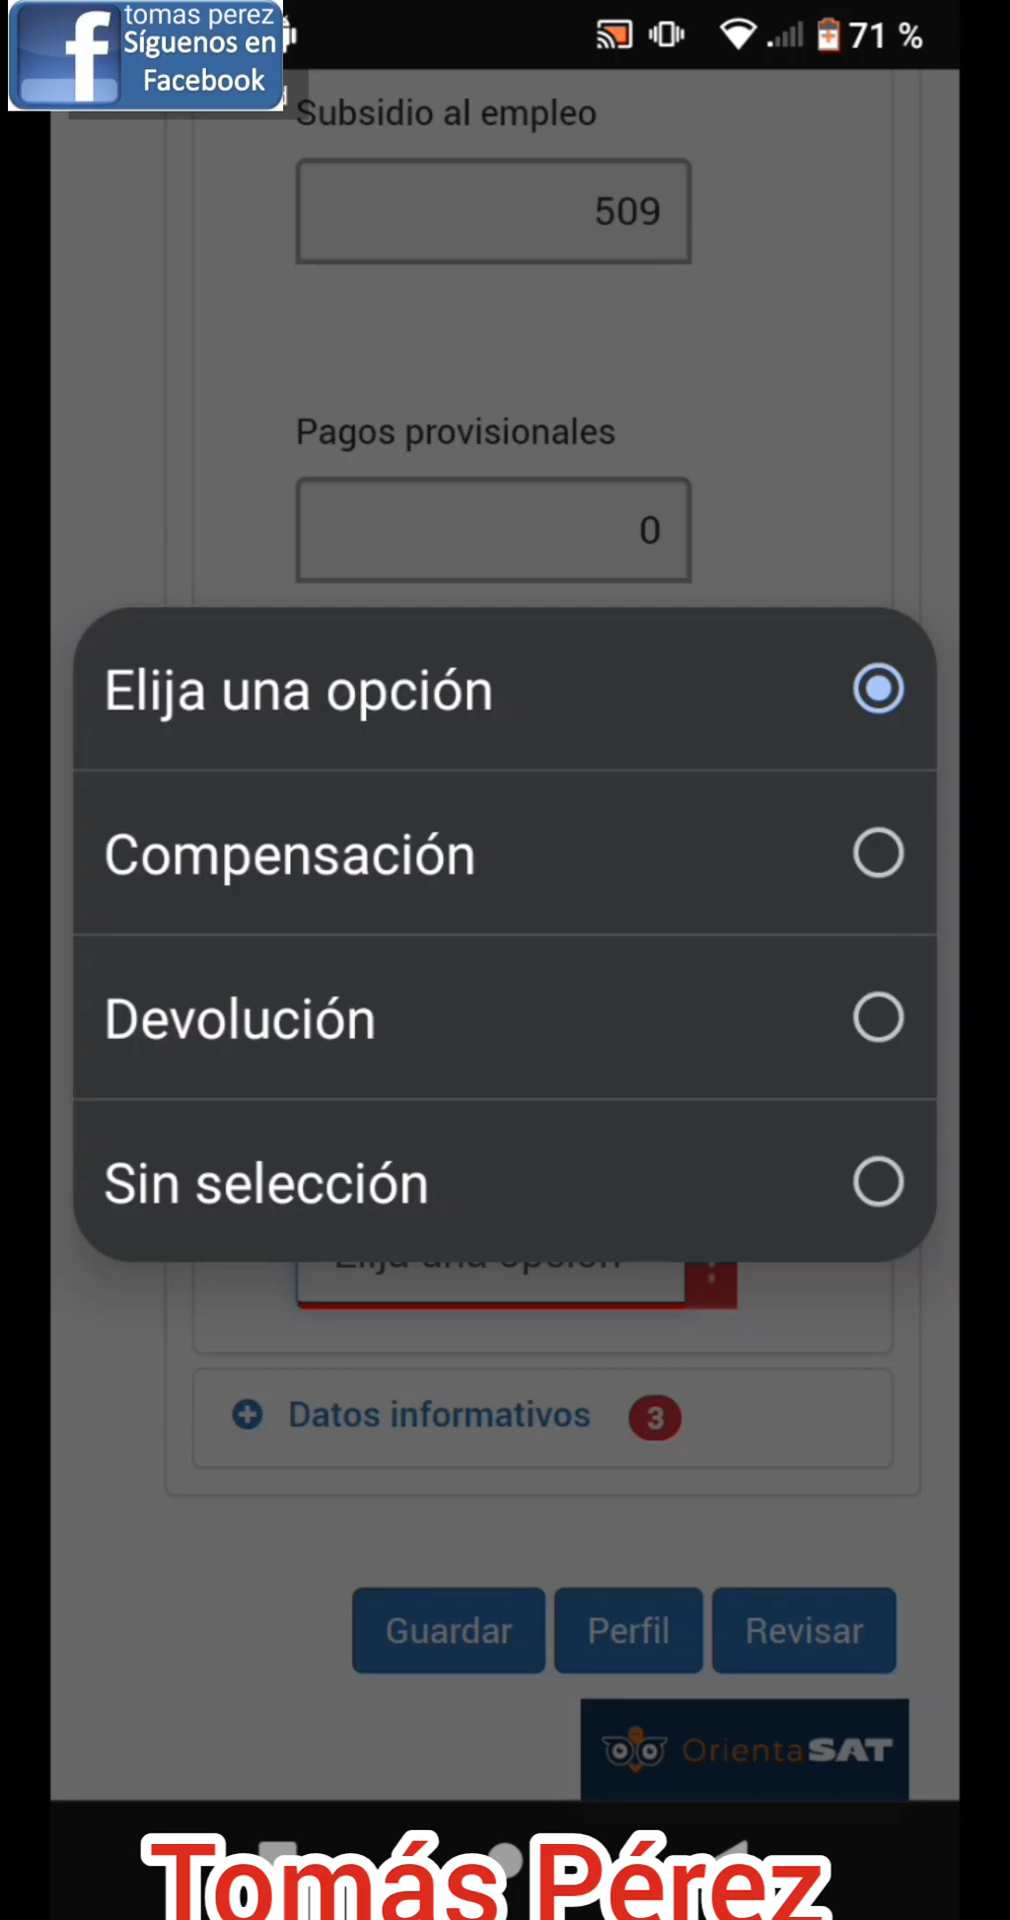 tomas perez
Síguenos en
Facebook
71 %
Subsidio al empleo
509
Pagos provisionales
0
Elija una opción
Compensación
Devolución
Sin selección
Elija una opción
Datos informativos 3
Guardar Perfil Revisar
OrientaSAT
Tomás Pérez